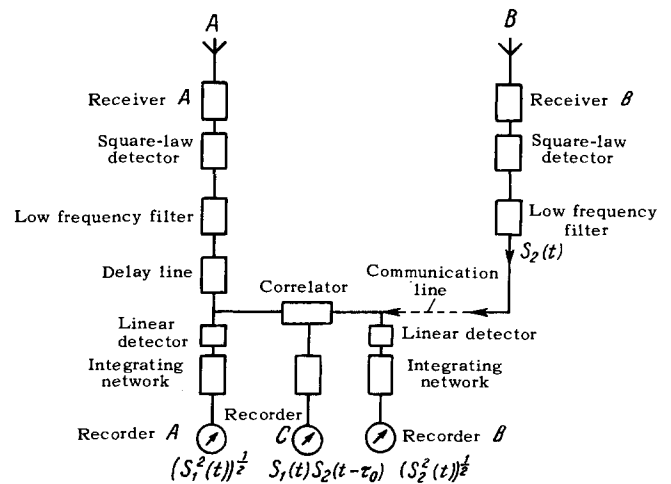 A
B
Receiver A
Receiver B
Square-law
detector
Square-law
detector
Low frequency filter
Low frequency
filter
S₂(t)
Delay line
Communication
line
Correlator
Linear
detector
Linear detector
Integrating
network
Integrating
network
Recorder
Recorder A
C
Recorder B
(S₁²(t))^½
S₁(t)S₂(t-τ₀)
(S₂²(t))^½